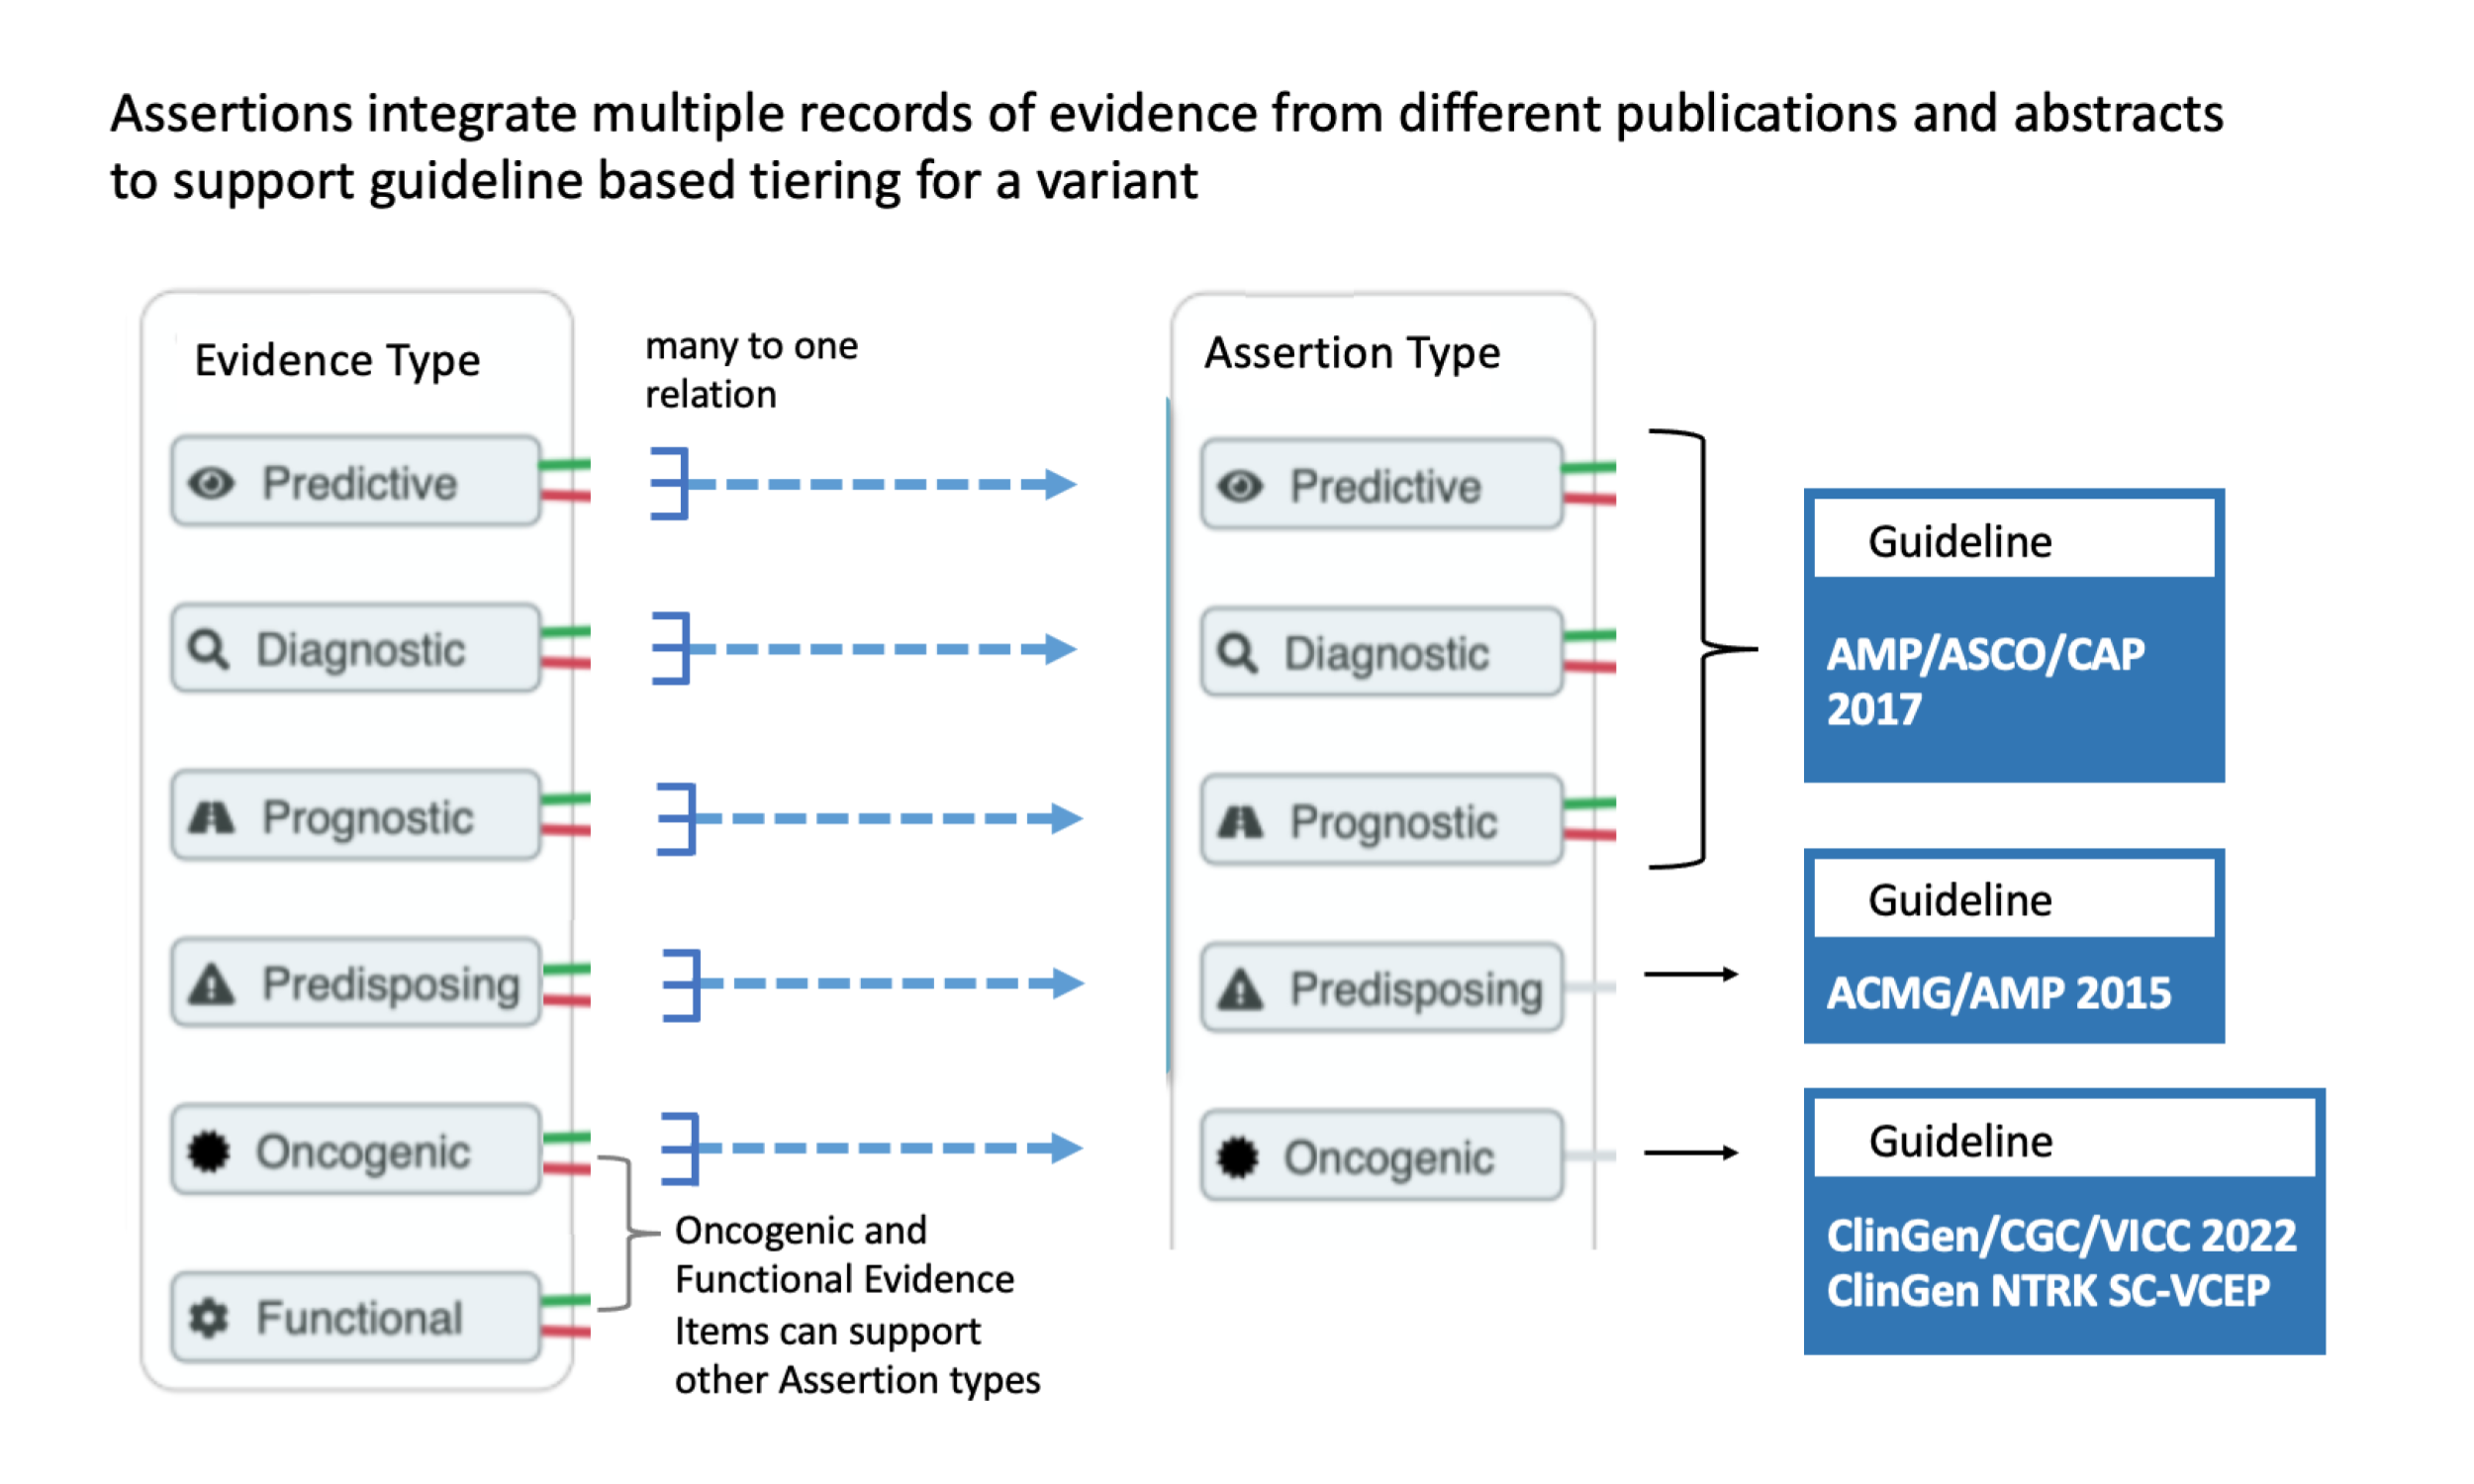 Assertions integrate multiple records of evidence from different publications and abstracts
to support guideline based tiering for a variant
Evidence Type
Predictive
Diagnostic
Prognostic
Predisposing
Oncogenic
Functional
many to one
relation
Oncogenic and
Functional Evidence
Items can support
other Assertion types
Assertion Type
Predictive
Diagnostic
Prognostic
Predisposing
Oncogenic
Guideline
AMP/ASCO/CAP
2017
Guideline
ACMG/AMP 2015
Guideline
ClinGen/CGC/VICC 2022
ClinGen NTRK SC-VCEP